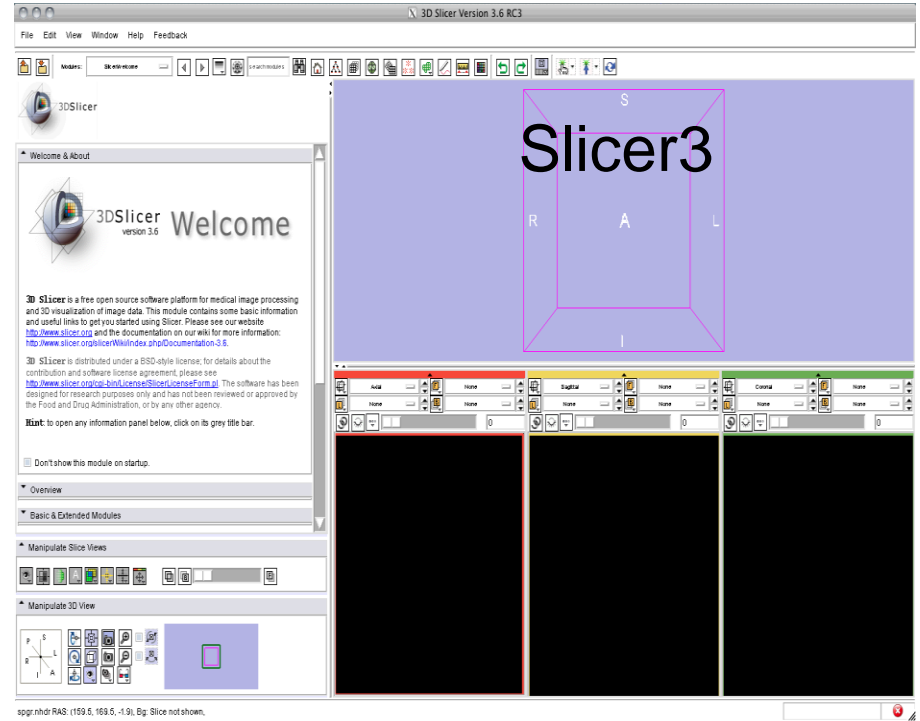 3D Slicer Version 3.6 RC3
File Edit View Window Help Feedback
Modules: SlicerWelcome searchmodules
3DSlicer
Welcome & About
3DSlicer
version 3.6
Welcome
3D Slicer is a free open source software platform for medical image processing
and 3D visualization of image data. This module contains some basic information
and useful links to get you started using Slicer. Please see our website
http://www.slicer.org and the documentation on our wiki for more information:
http://www.slicer.org/slicerWiki/index.php/Documentation-3.6.
3D Slicer is distributed under a BSD-style license; for details about the
contribution and software license agreement, please see
http://www.slicer.org/cgi-bin/License/SlicerLicenseForm.pl. The software has been
designed for research purposes only and has not been reviewed or approved by
the Food and Drug Administration, or by any other agency.
Hint: to open any information panel below, click on its grey title bar.
Don't show this module on startup.
Overview
Basic & Extended Modules
Manipulate Slice Views
Manipulate 3D View
P S
R L
I A
S
Slicer3
R A L
I
Axial None
None None
0
Sagittal None
None None
0
Coronal None
None None
0
spgr.nhdr RAS: (159.5, 169.5, -1.9), Bg: Slice not shown,